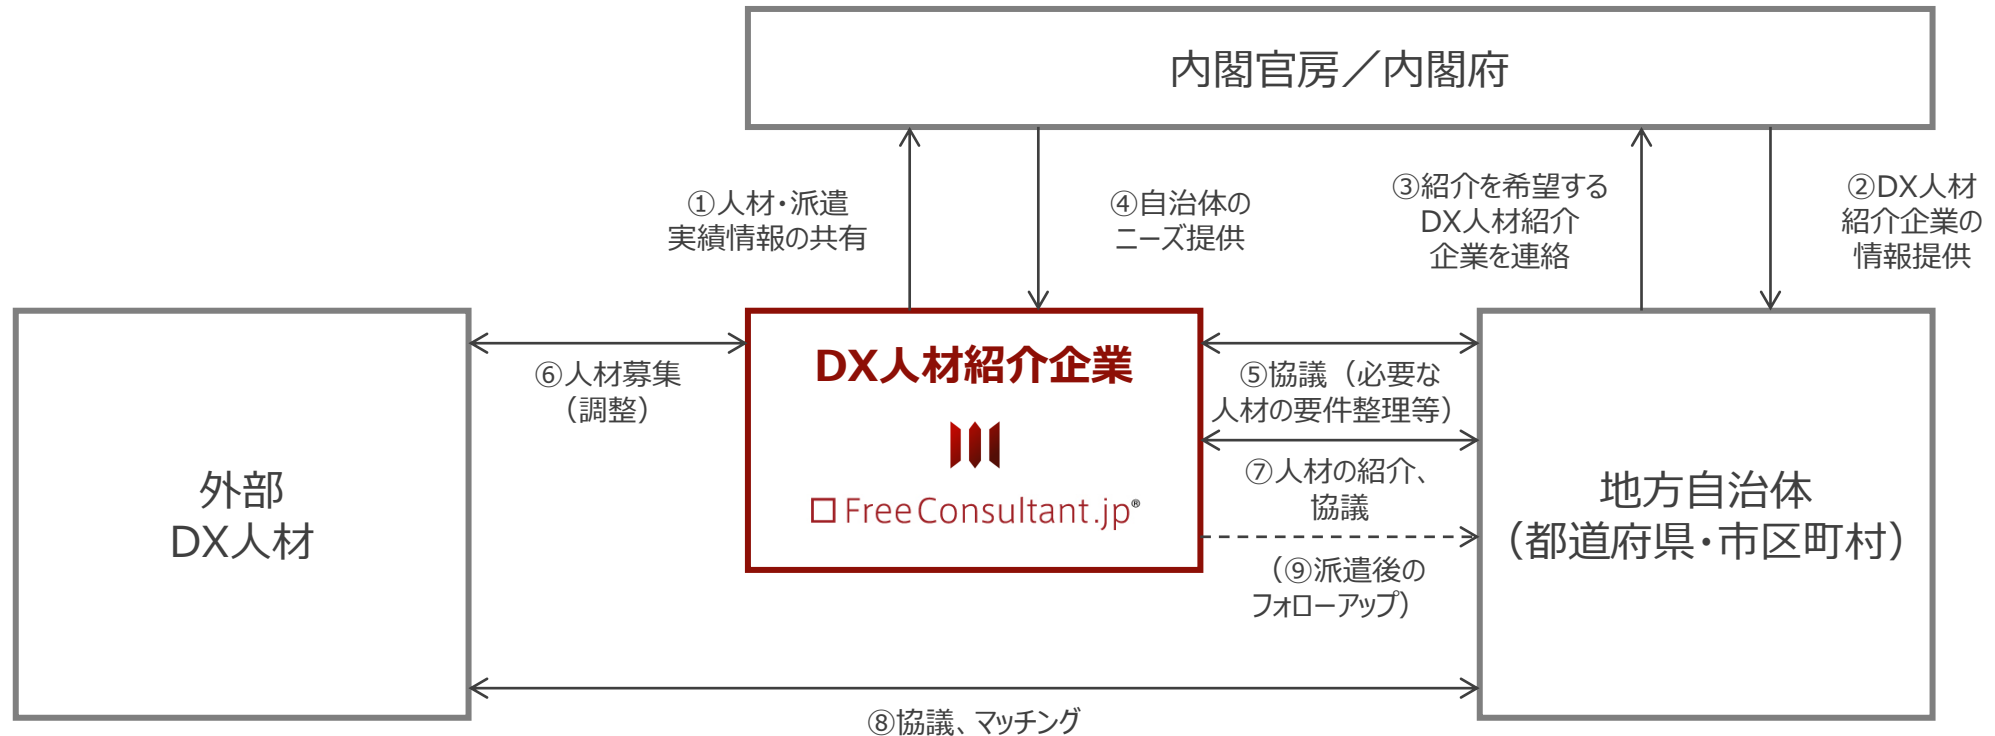 内閣官房／内閣府
①人材・派遣
実績情報の共有
④自治体の
ニーズ提供
③紹介を希望する
DX人材紹介
企業を連絡
②DX人材
紹介企業の
情報提供
外部
DX人材
⑥人材募集
（調整）
DX人材紹介企業
FreeConsultant.jp®
⑤協議（必要な
人材の要件整理等）
⑦人材の紹介、
協議
（⑨派遣後の
フォローアップ）
地方自治体
（都道府県・市区町村）
⑧協議、マッチング